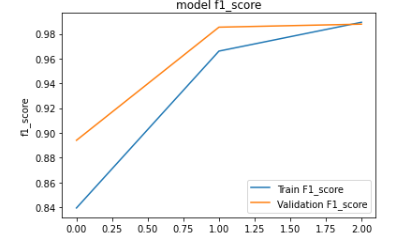 model f1_score
0.98
0.96
0.94
0.92
0.90
0.88
0.86
0.84
f1_score
Train F1_score
Validation F1_score
0.00 0.25 0.50 0.75 1.00 1.25 1.50 1.75 2.00